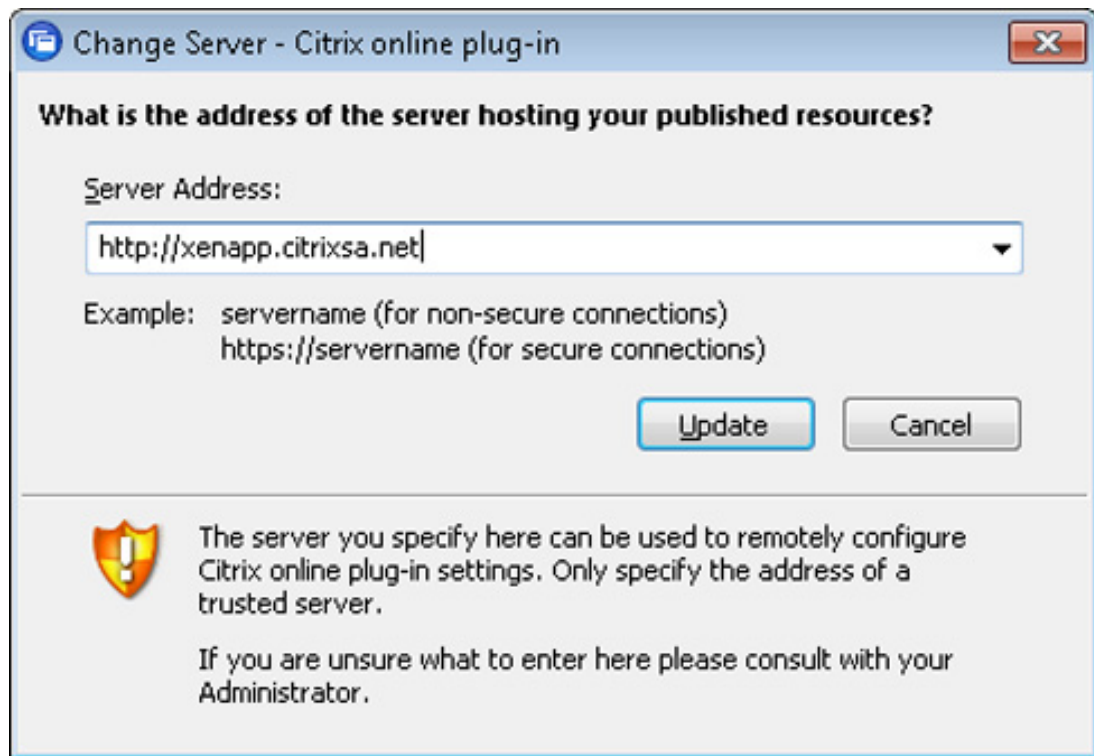 Change Server - Citrix online plug-in
What is the address of the server hosting your published resources?
Server Address:
http://xenapp.citrixsa.net
Example: servername (for non-secure connections)
https://servername (for secure connections)
Update Cancel
The server you specify here can be used to remotely configure
Citrix online plug-in settings. Only specify the address of a
trusted server.
If you are unsure what to enter here please consult with your
Administrator.